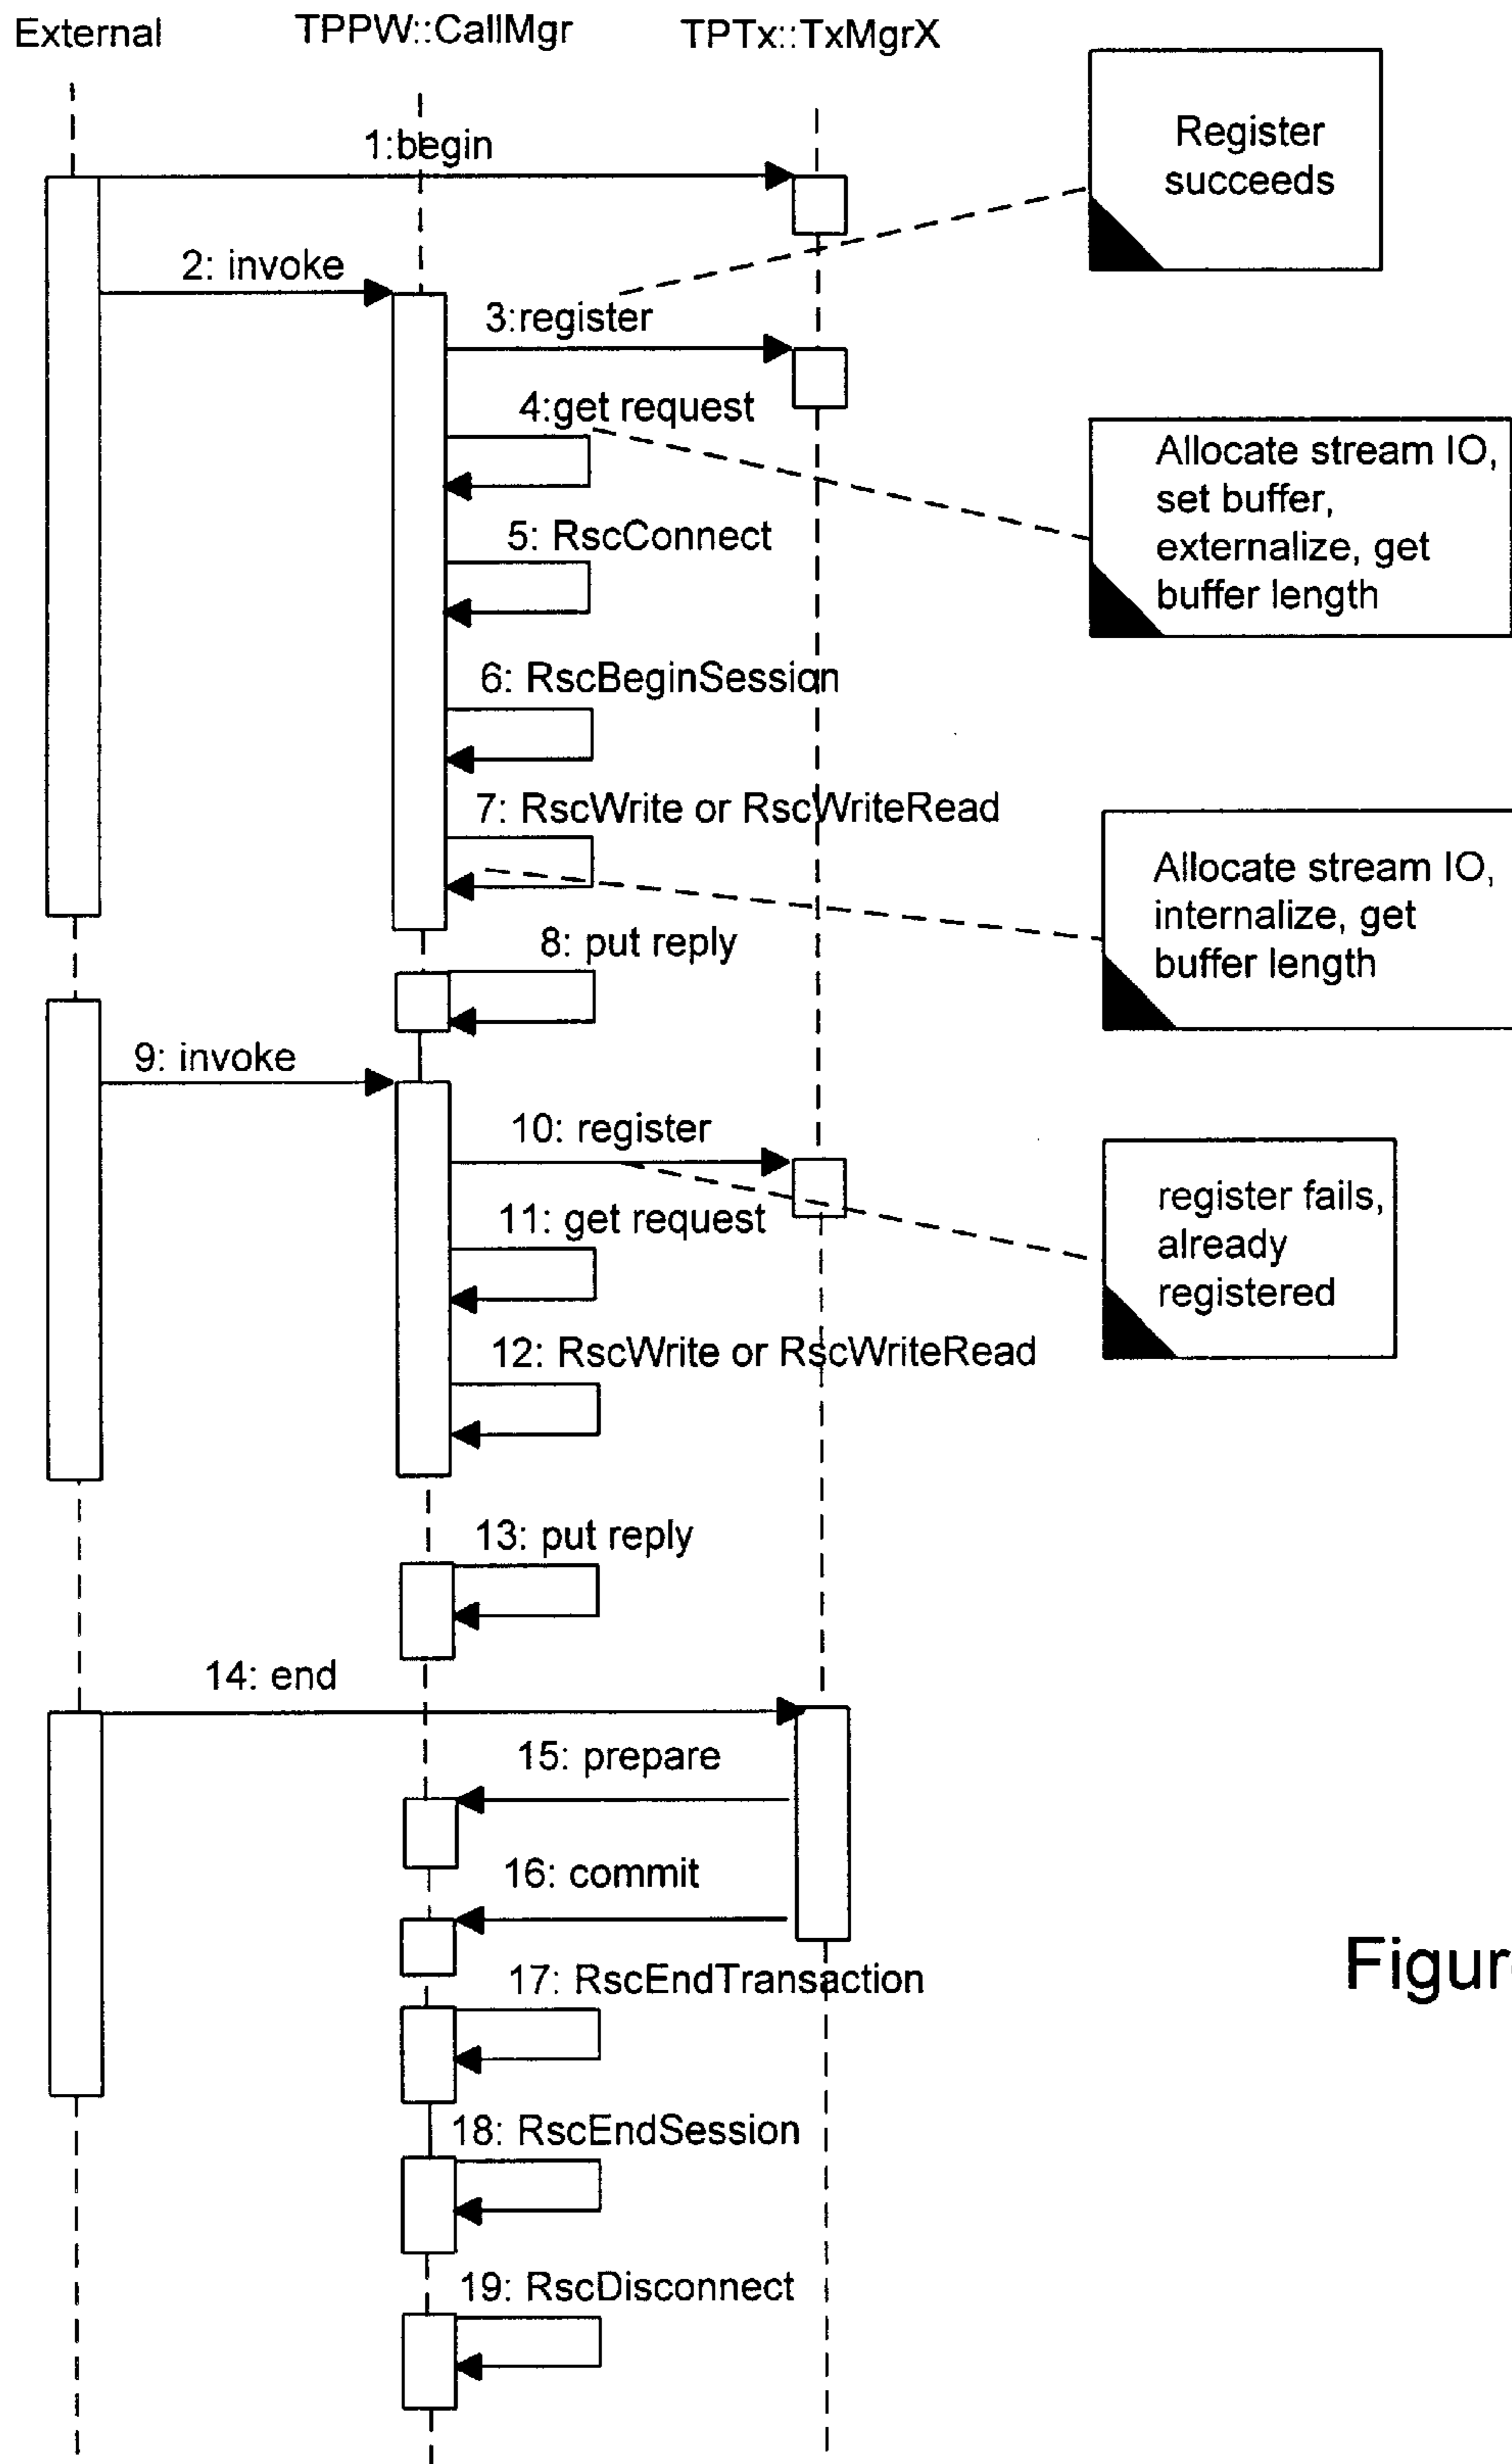 External
TPPW::CallMgr
TPTx::TxMgrX
1:begin
Register
succeeds
2: invoke
3:register
4:get request
Allocate stream IO,
set buffer,
externalize, get
buffer length
5: RscConnect
6: RscBeginSession
7: RscWrite or RscWriteRead
Allocate stream IO,
internalize, get
buffer length
8: put reply
9: invoke
10: register
register fails,
already
registered
11: get request
12: RscWrite or RscWriteRead
13: put reply
14: end
15: prepare
16: commit
17: RscEndTransaction
18: RscEndSession
19: RscDisconnect